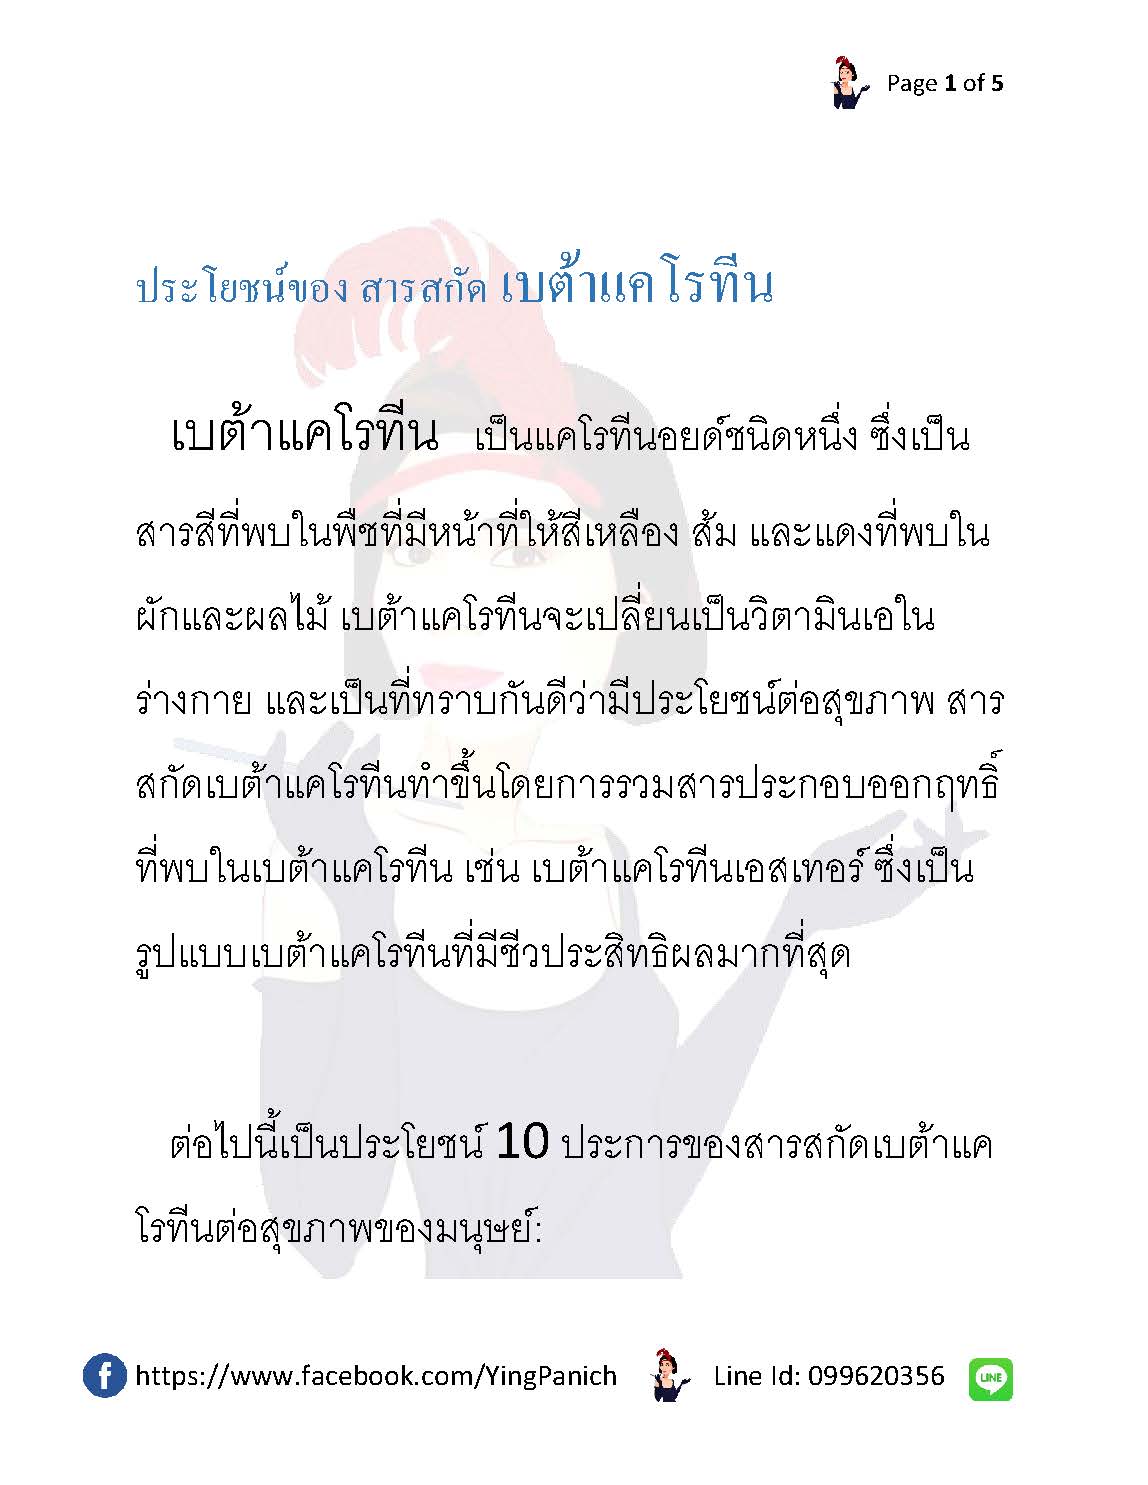 Page 1 of 5
ประโยชน์ของ สารสกัด เบต้าแคโรทีน
เบต้าแคโรทีน เป็นแคโรทีนอยด์ชนิดหนึ่ง ซึ่งเป็น
สารสีที่พบในพืชที่มีหน้าที่ให้สีเหลือง ส้ม และแดงที่พบใน
ผักและผลไม้ เบต้าแคโรทีนจะเปลี่ยนเป็นวิตามินเอใน
ร่างกาย และเป็นที่ทราบกันดีว่ามีประโยชน์ต่อสุขภาพ สาร
สกัดเบต้าแคโรทีนทำขึ้นโดยการรวมสารประกอบออกฤทธิ์
ที่พบในเบต้าแคโรทีน เช่น เบต้าแคโรทีนเอสเทอร์ ซึ่งเป็น
รูปแบบเบต้าแคโรทีนที่มีชีวประสิทธิผลมากที่สุด
ต่อไปนี้เป็นประโยชน์ 10 ประการของสารสกัดเบต้าแค
โรทีนต่อสุขภาพของมนุษย์:
https://www.facebook.com/YingPanich Line Id: 099620356 LINE